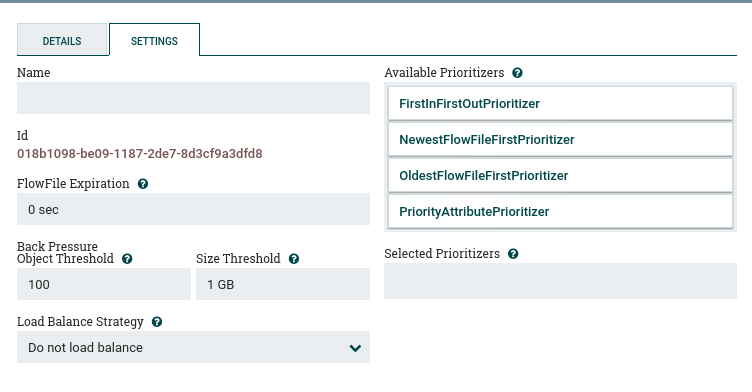 DETAILS
SETTINGS
Name
Id
018b1098-be09-1187-2de7-8d3cf9a3dfd8
FlowFile Expiration
0 sec
Back Pressure
Object Threshold
Size Threshold
100
1 GB
Load Balance Strategy
Do not load balance
Available Prioritizers
FirstInFirstOutPrioritizer
NewestFlowFileFirstPrioritizer
OldestFlowFileFirstPrioritizer
PriorityAttributePrioritizer
Selected Prioritizers